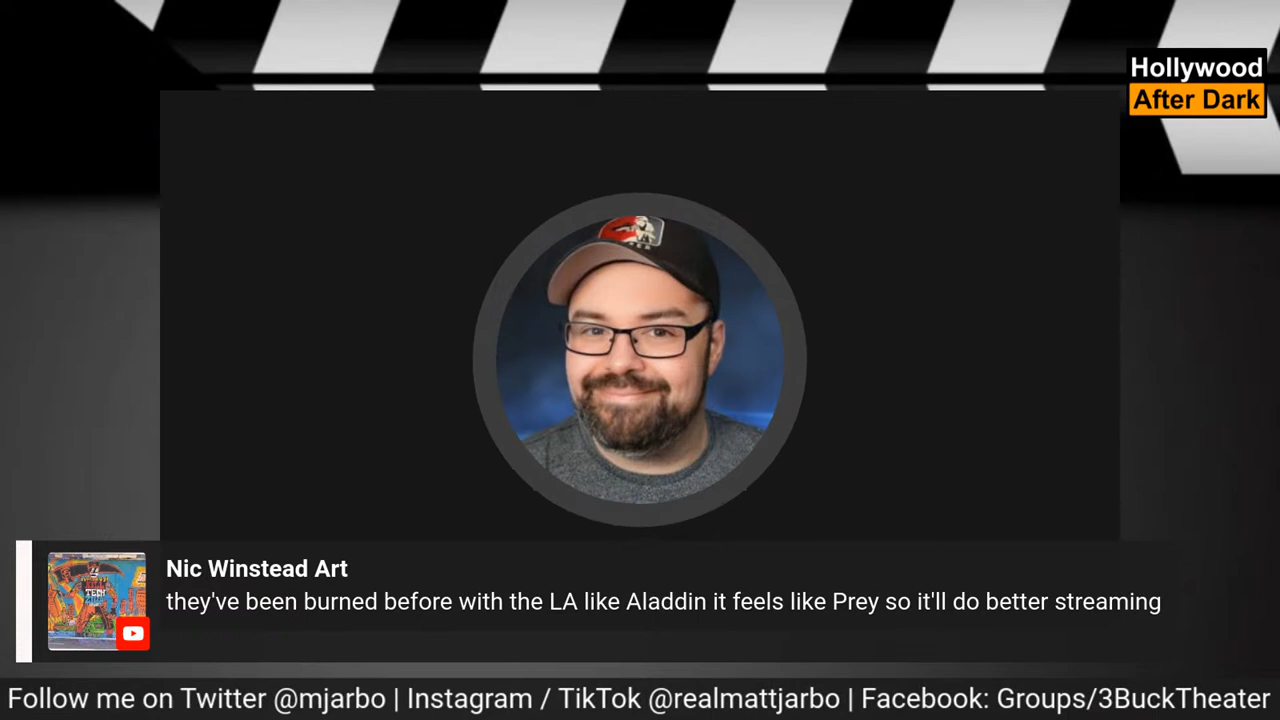 Hollywood
After Dark
Nic Winstead Art
they've been burned before with the LA like Aladdin it feels like Prey so it'll do better streaming
TECH
Follow me on Twitter @mjarbo | Instagram / TikTok @realmattjarbo | Facebook: Groups/3BuckTheater